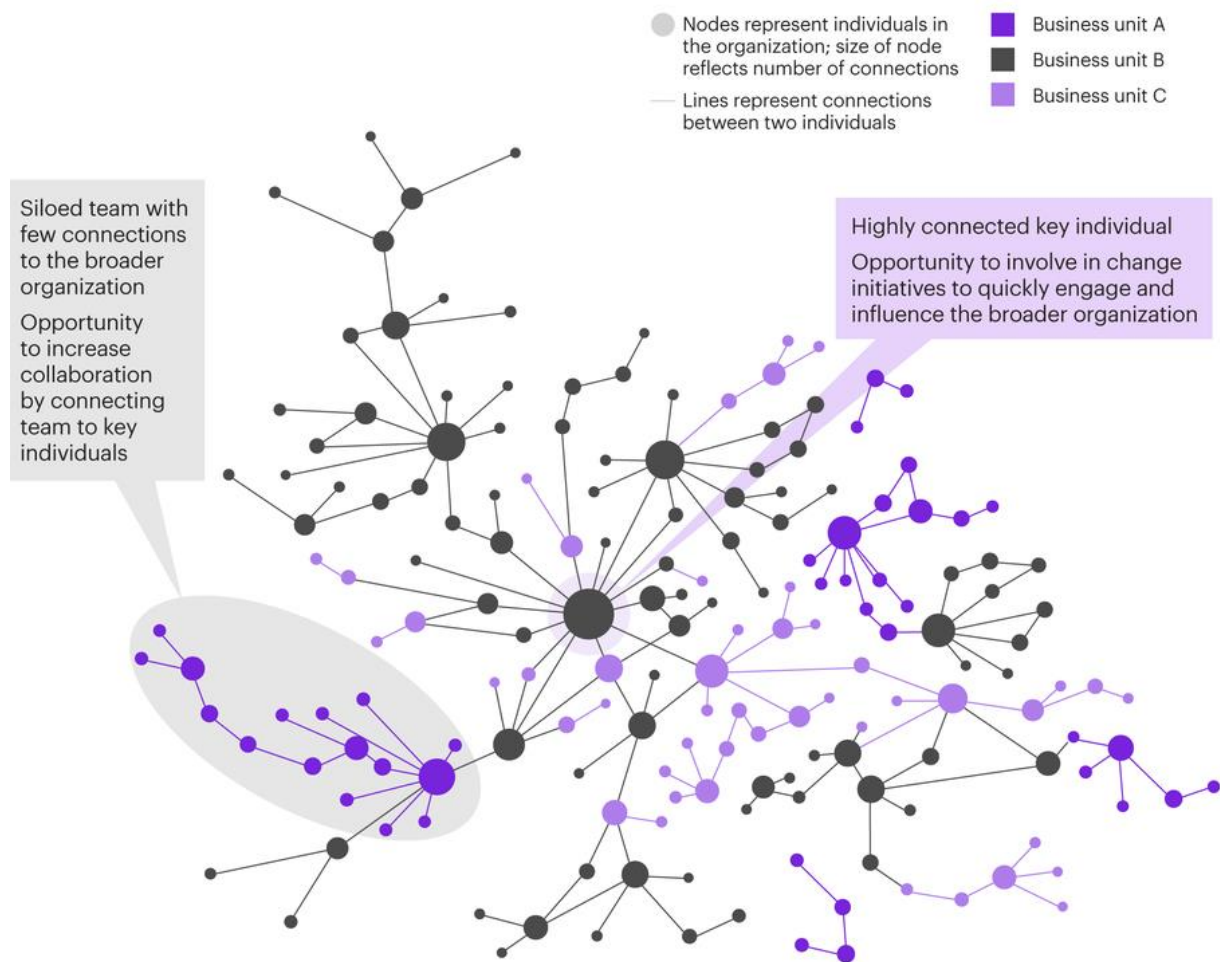 Nodes represent individuals in
the organization; size of node
reflects number of connections
Lines represent connections
between two individuals
Business unit A
Business unit B
Business unit C
Siloed team with
few connections
to the broader
organization
Opportunity
to increase
collaboration
by connecting
team to key
individuals
Highly connected key individual
Opportunity to involve in change
initiatives to quickly engage and
influence the broader organization